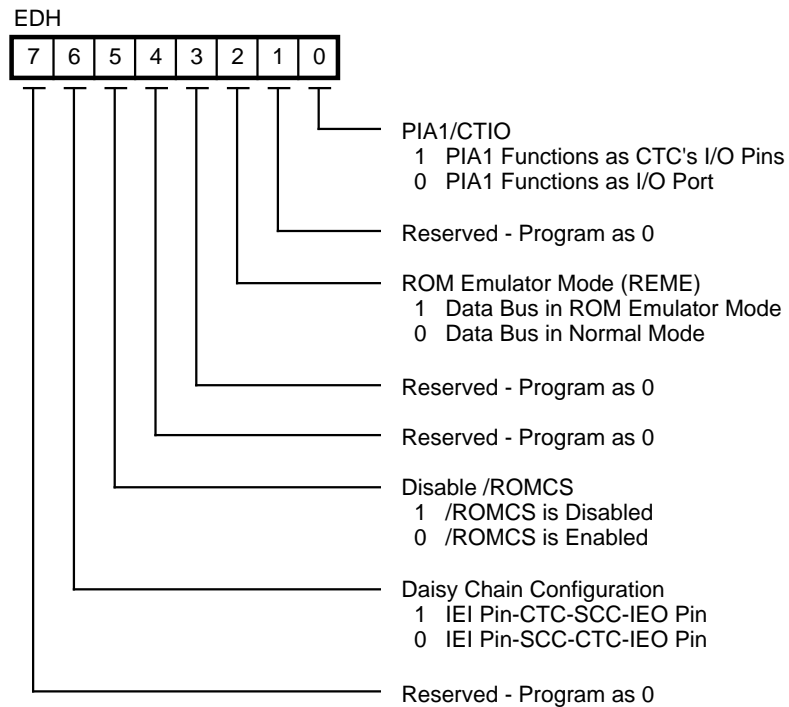 EDH
7 6 5 4 3 2 1 0
PIA1/CTIO
1 PIA1 Functions as CTC's I/O Pins
0 PIA1 Functions as I/O Port
Reserved - Program as 0
ROM Emulator Mode (REME)
1 Data Bus in ROM Emulator Mode
0 Data Bus in Normal Mode
Reserved - Program as 0
Reserved - Program as 0
Disable /ROMCS
1 /ROMCS is Disabled
0 /ROMCS is Enabled
Daisy Chain Configuration
1 IEI Pin-CTC-SCC-IEO Pin
0 IEI Pin-SCC-CTC-IEO Pin
Reserved - Program as 0